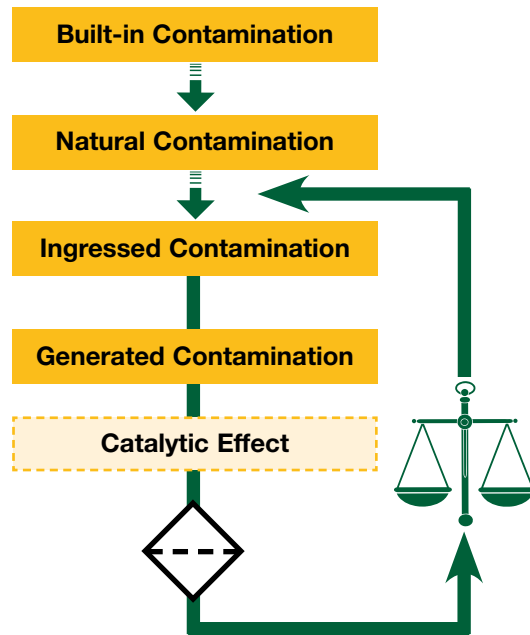 Built-in Contamination
Natural Contamination
Ingressed Contamination
Generated Contamination
Catalytic Effect